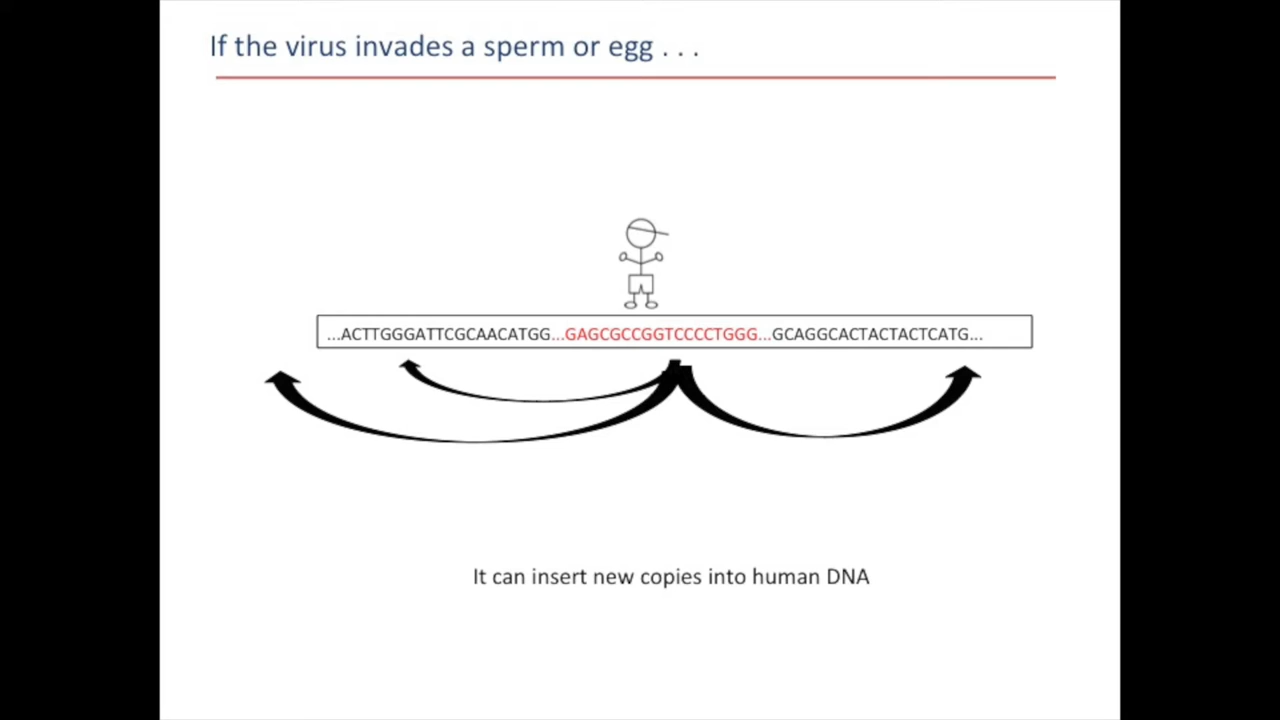 If the virus invades a sperm or egg . . .
...ACTTGGGATTCGCAACATGG...GAGCGCCGGTCCCCTGGG...GCAGGCACTACTACTCATG...
It can insert new copies into human DNA